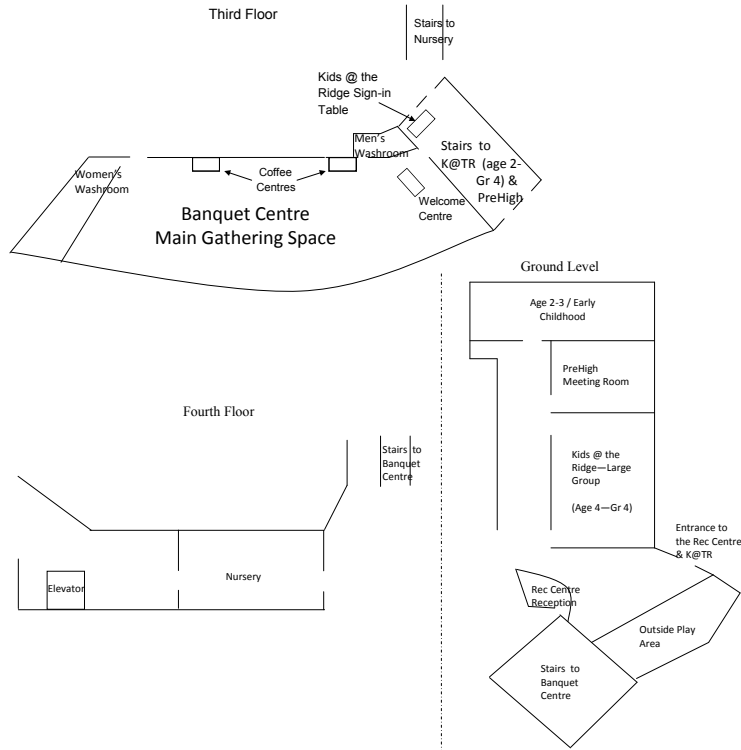 Third Floor
Stairs to
Nursery
Kids @ the
Ridge Sign-in
Table
Men's
Washroom
Stairs to
K@TR (age 2-
Gr 4) &
PreHigh
Women's
Washroom
Coffee
Centres
Welcome
Centre
Banquet Centre
Main Gathering Space
Ground Level
Age 2-3 / Early
Childhood
PreHigh
Meeting Room
Kids @ the
Ridge—Large
Group
(Age 4—Gr 4)
Entrance to
the Rec Centre
& K@TR
Rec Centre
Reception
Outside Play
Area
Stairs to
Banquet
Centre
Fourth Floor
Stairs to
Banquet
Centre
Elevator
Nursery